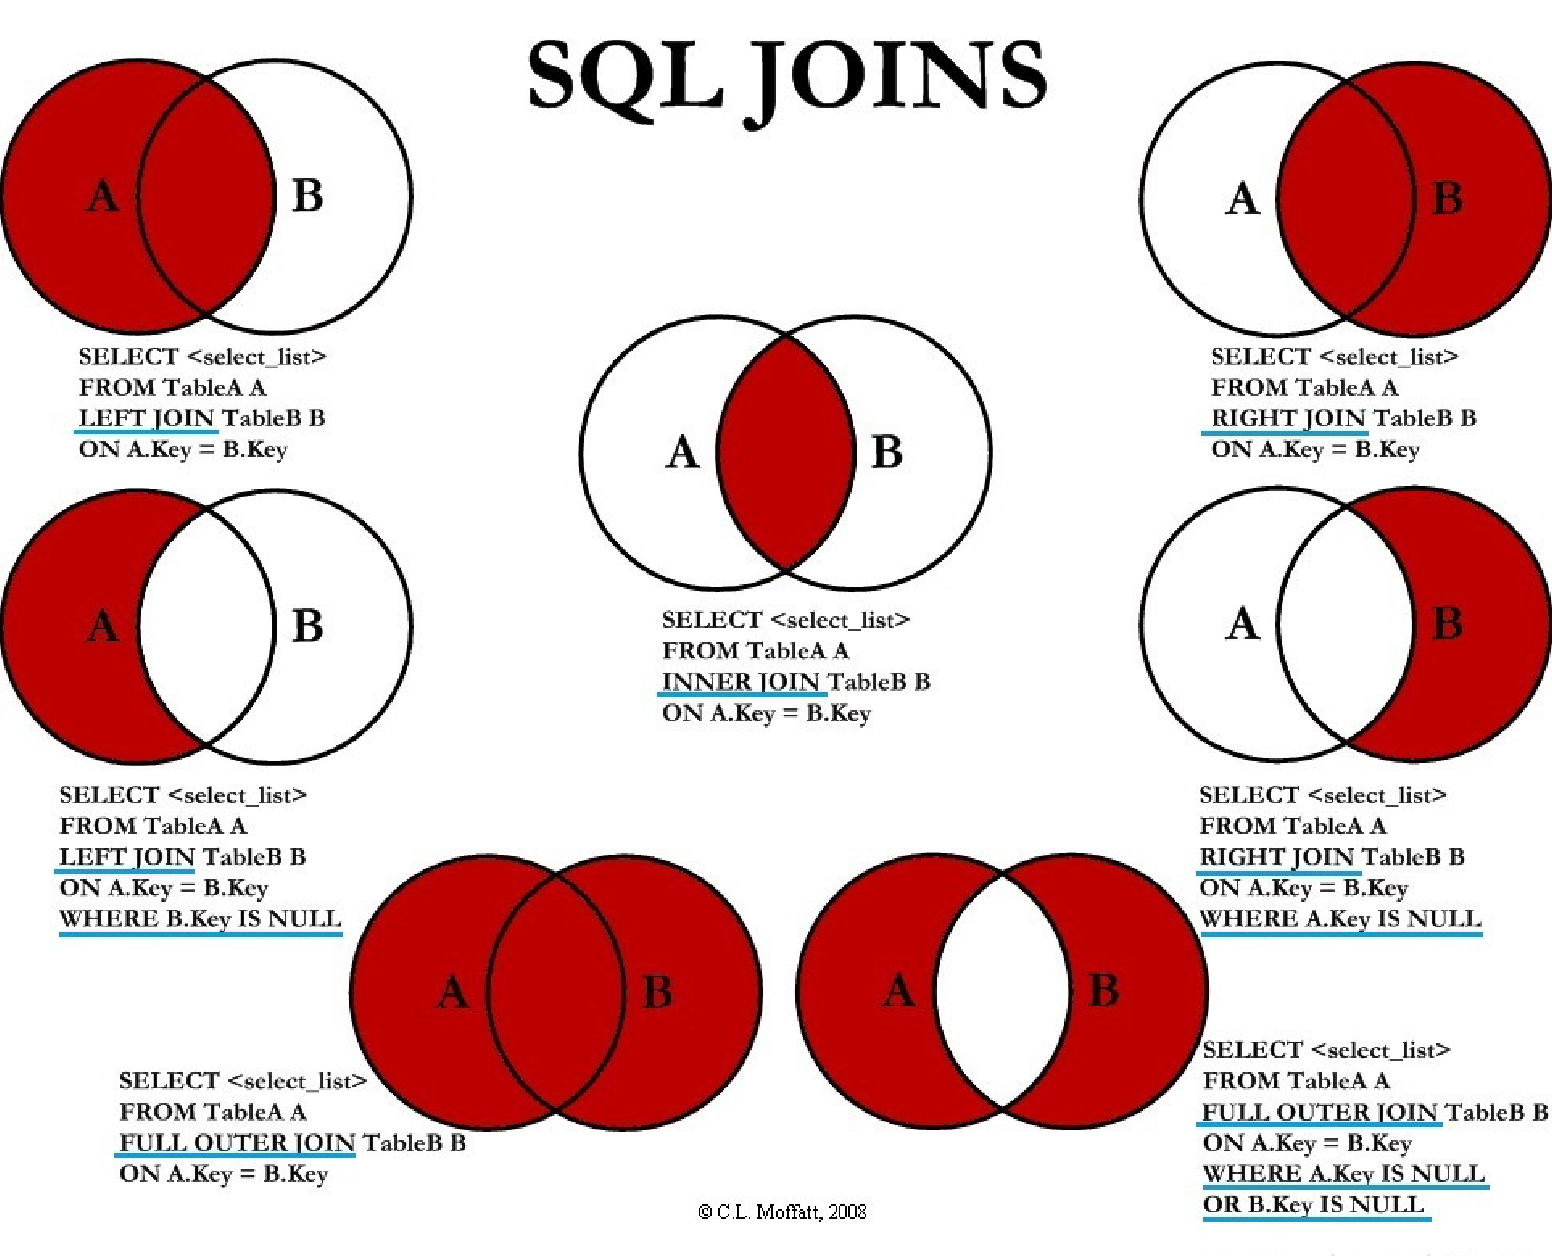 SQL JOINS
A B
SELECT <select_list>
FROM TableA A
LEFT JOIN TableB B
ON A.Key = B.Key
A B
SELECT <select_list>
FROM TableA A
RIGHT JOIN TableB B
ON A.Key = B.Key
A B
SELECT <select_list>
FROM TableA A
INNER JOIN TableB B
ON A.Key = B.Key
A B
SELECT <select_list>
FROM TableA A
LEFT JOIN TableB B
ON A.Key = B.Key
WHERE B.Key IS NULL
A B
SELECT <select_list>
FROM TableA A
RIGHT JOIN TableB B
ON A.Key = B.Key
WHERE A.Key IS NULL
A B
SELECT <select_list>
FROM TableA A
FULL OUTER JOIN TableB B
ON A.Key = B.Key
A B
SELECT <select_list>
FROM TableA A
FULL OUTER JOIN TableB B
ON A.Key = B.Key
WHERE A.Key IS NULL
OR B.Key IS NULL
© C.L. Moffatt, 2008